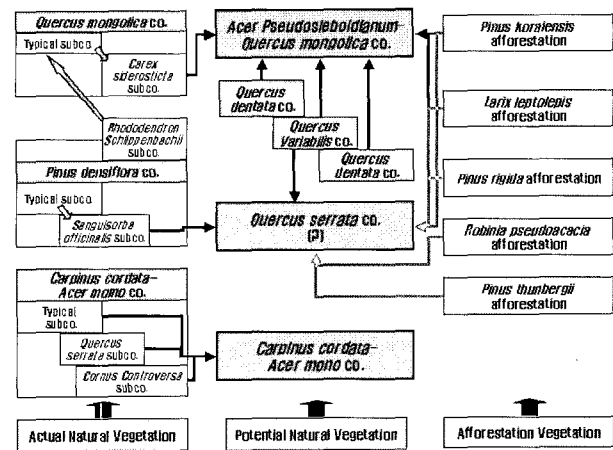 Quercus mongolica co.
Typical subco.
Carex siderosticta
subco.
Rhododendron
Schlippenbachii
subco.
Pinus densiflora co.
Typical subco.
Sanguisorba
officinalis subco.
Carpinus cordata-
Acer mono co.
Typical
subco.
Quercus
serrata subco.
Cornus Controversa
subco.
Actual Natural Vegetation
Acer Pseudosieboldianum
Quercus mongolica co.
Quercus
dentata co.
Quercus
Variabilis co.
Quercus
dentata co.
Quercus serrata co.
(?)
Carpinus cordata-
Acer mono co.
Potential Natural Vegetation
Pinus koraiensis
afforestation
Larix leptolepis
afforestation
Pinus rigida afforestation
Robinia pseudoacacia
afforestation
Pinus thunbergii
afforestation
Afforestation Vegetation